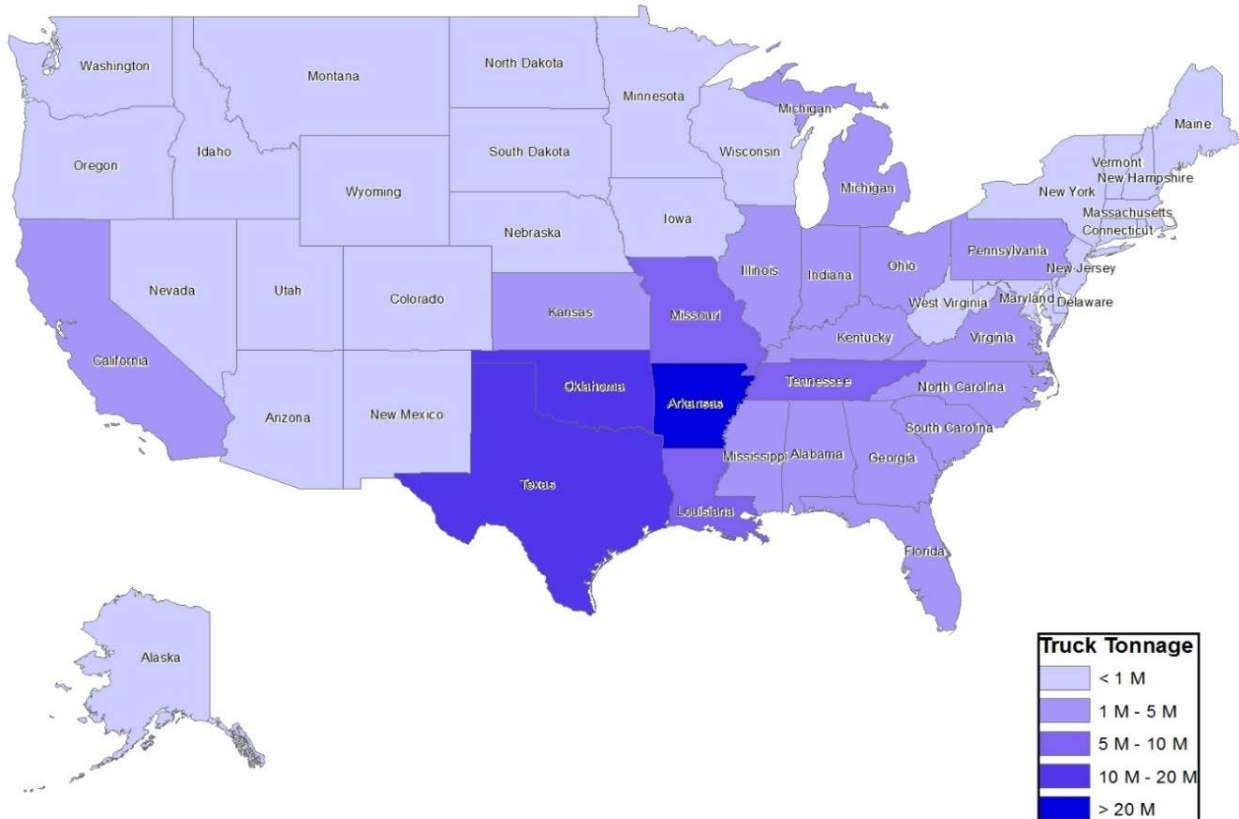 Washington
Montana
North Dakota
Minnesota
Michigan
Maine
Oregon
Idaho
South Dakota
Wisconsin
Vermont
New Hampshire
Wyoming
Michigan
New York
Iowa
Massachusetts
Nebraska
Connecticut
Pennsylvania
Nevada
Utah
Colorado
Illinois
Indiana
Ohio
New Jersey
West Virginia
Maryland
Delaware
Kansas
Missouri
Kentucky
Virginia
California
Oklahoma
Tennessee
North Carolina
Arizona
New Mexico
Arkansas
South Carolina
Mississippi
Alabama
Georgia
Texas
Louisiana
Florida
Alaska
Truck Tonnage
< 1 M
1 M - 5 M
5 M - 10 M
10 M - 20 M
> 20 M